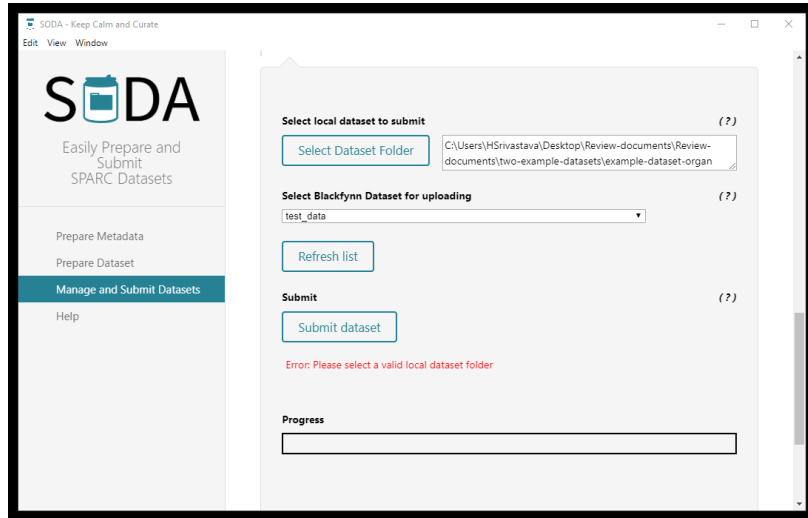 SODA - Keep Calm and Curate
Edit View Window
SODA
Easily Prepare and
Submit
SPARC Datasets
Prepare Metadata
Prepare Dataset
Manage and Submit Datasets
Help
Select local dataset to submit (?)
Select Dataset Folder
C:\Users\HSrivastava\Desktop\Review-documents\Review-
documents\two-example-datasets\example-dataset-organ
Select Blackfynn Dataset for uploading (?)
test_data
Refresh list
Submit (?)
Submit dataset
Error: Please select a valid local dataset folder
Progress